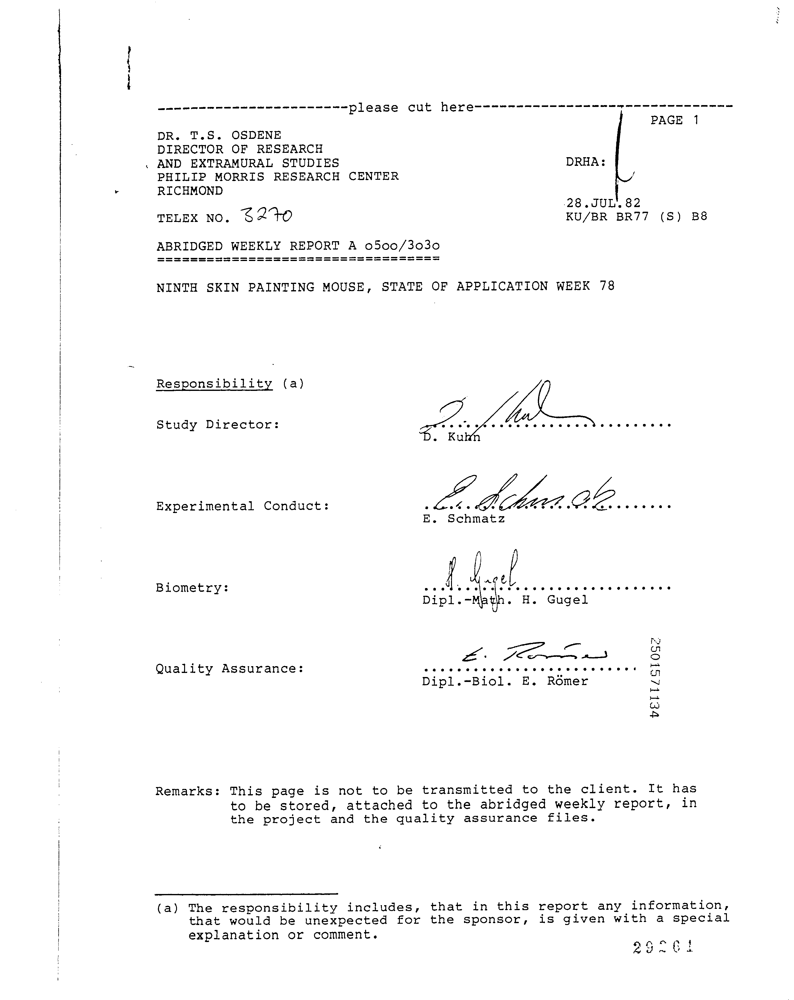 -----------------------please cut here-------------------------------
PAGE 1
DR. T.S. OSDENE
DIRECTOR OF RESEARCH
AND EXTRAMURAL STUDIES
PHILIP MORRIS RESEARCH CENTER
RICHMOND
DRHA:
28.JUL.82
TELEX NO. 3270
KU/BR BR77 (S) B8
ABRIDGED WEEKLY REPORT A o5oo/3o3o
==================================
NINTH SKIN PAINTING MOUSE, STATE OF APPLICATION WEEK 78
Responsibility (a)
Study Director:
D. Kuhn
Experimental Conduct:
E. Schmatz
E. Schmatz
Biometry:
H. Gugel
Dipl.-Math. H. Gugel
Quality Assurance:
E. Römer
Dipl.-Biol. E. Römer
2501571134
Remarks: This page is not to be transmitted to the client. It has
to be stored, attached to the abridged weekly report, in
the project and the quality assurance files.
(a) The responsibility includes, that in this report any information,
that would be unexpected for the sponsor, is given with a special
explanation or comment.